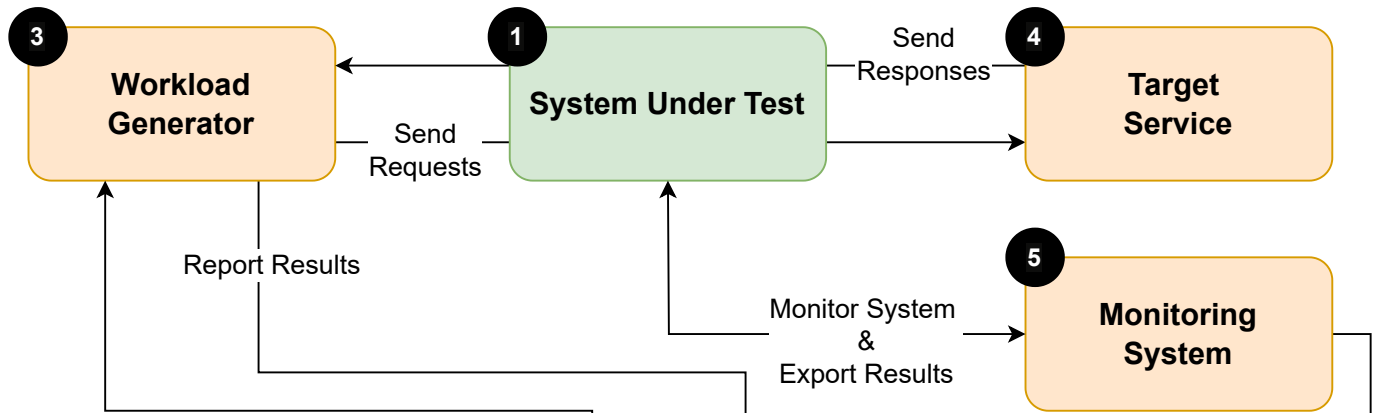 3
Workload
Generator
1
System Under Test
Send
Responses
4
Target
Service
Send
Requests
Report Results
5
Monitoring
System
Monitor System
&
Export Results